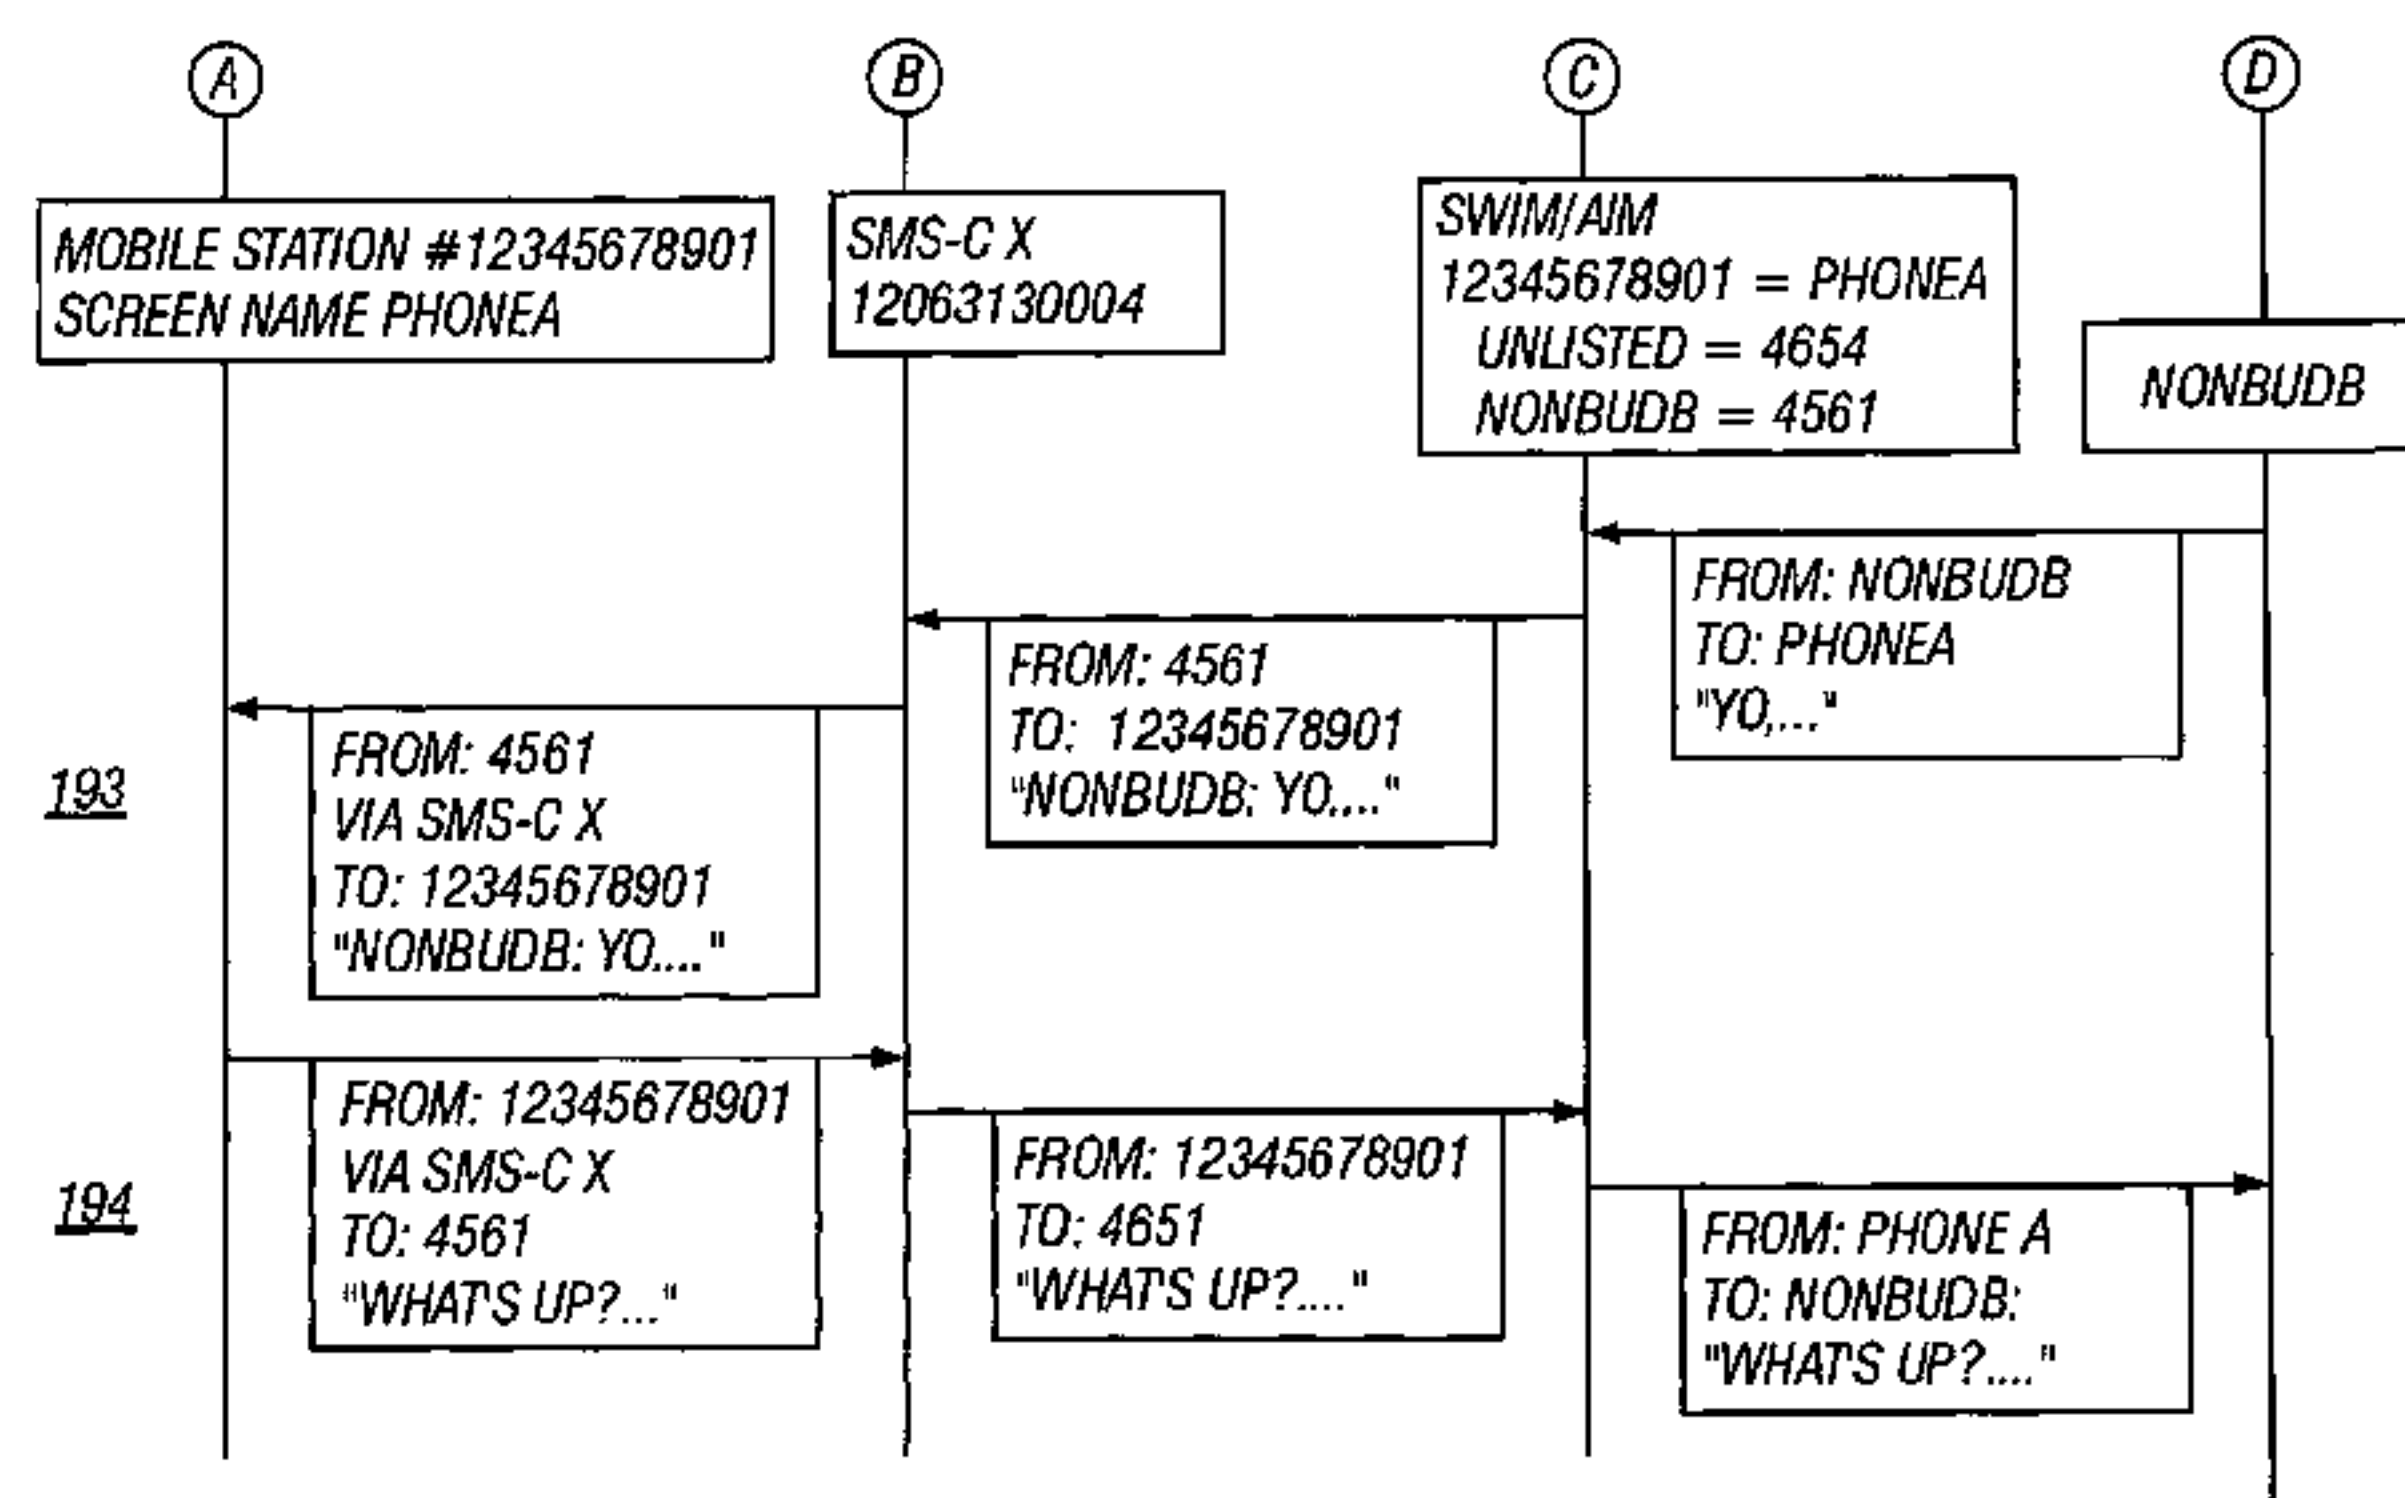 A
B
C
D
MOBILE STATION #12345678901
SCREEN NAME PHONEA
SMS-C X
12063130004
SWIM/AIM
12345678901 = PHONEA
UNLISTED = 4654
NONBUDB = 4561
NONBUDB
FROM: NONBUDB
TO: PHONEA
"YO,..."
FROM: 4561
TO: 12345678901
"NONBUDB: YO...."
193
FROM: 4561
VIA SMS-C X
TO: 12345678901
"NONBUDB: YO...."
194
FROM: 12345678901
VIA SMS-C X
TO: 4561
"WHAT'S UP?..."
FROM: 12345678901
TO: 4651
"WHAT'S UP?...."
FROM: PHONE A
TO: NONBUDB:
"WHAT'S UP?...."